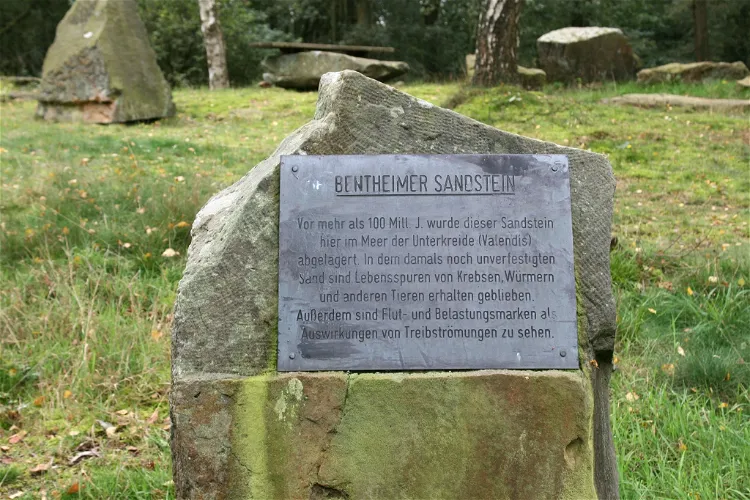 BENTHEIMER SANDSTEIN
Vor mehr als 100 Mill. J. wurde dieser Sandstein
hier im Meer der Unterkreide (Valendis)
abgelagert. In dem damals noch unverfestigten
Sand sind Lebensspuren von Krebsen, Würmern
und anderen Tieren erhalten geblieben.
Außerdem sind Flut- und Belastungsmarken als
Auswirkungen von Treibströmungen zu sehen.